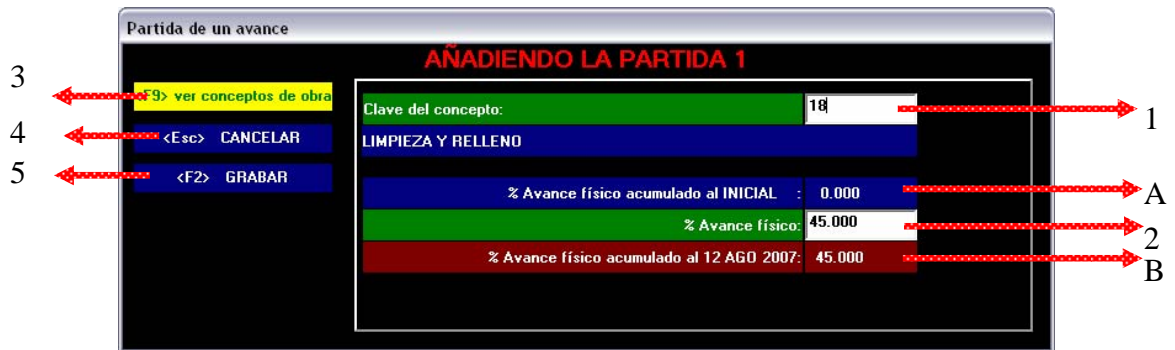 Partida de un avance
AÑADIENDO LA PARTIDA 1
3
<F9> ver conceptos de obra
4
<Esc> CANCELAR
5
<F2> GRABAR
Clave del concepto: 18
1
LIMPIEZA Y RELLENO
% Avance físico acumulado al INICIAL : 0.000
A
% Avance físico: 45.000
2
% Avance físico acumulado al 12 AGO 2007: 45.000
B